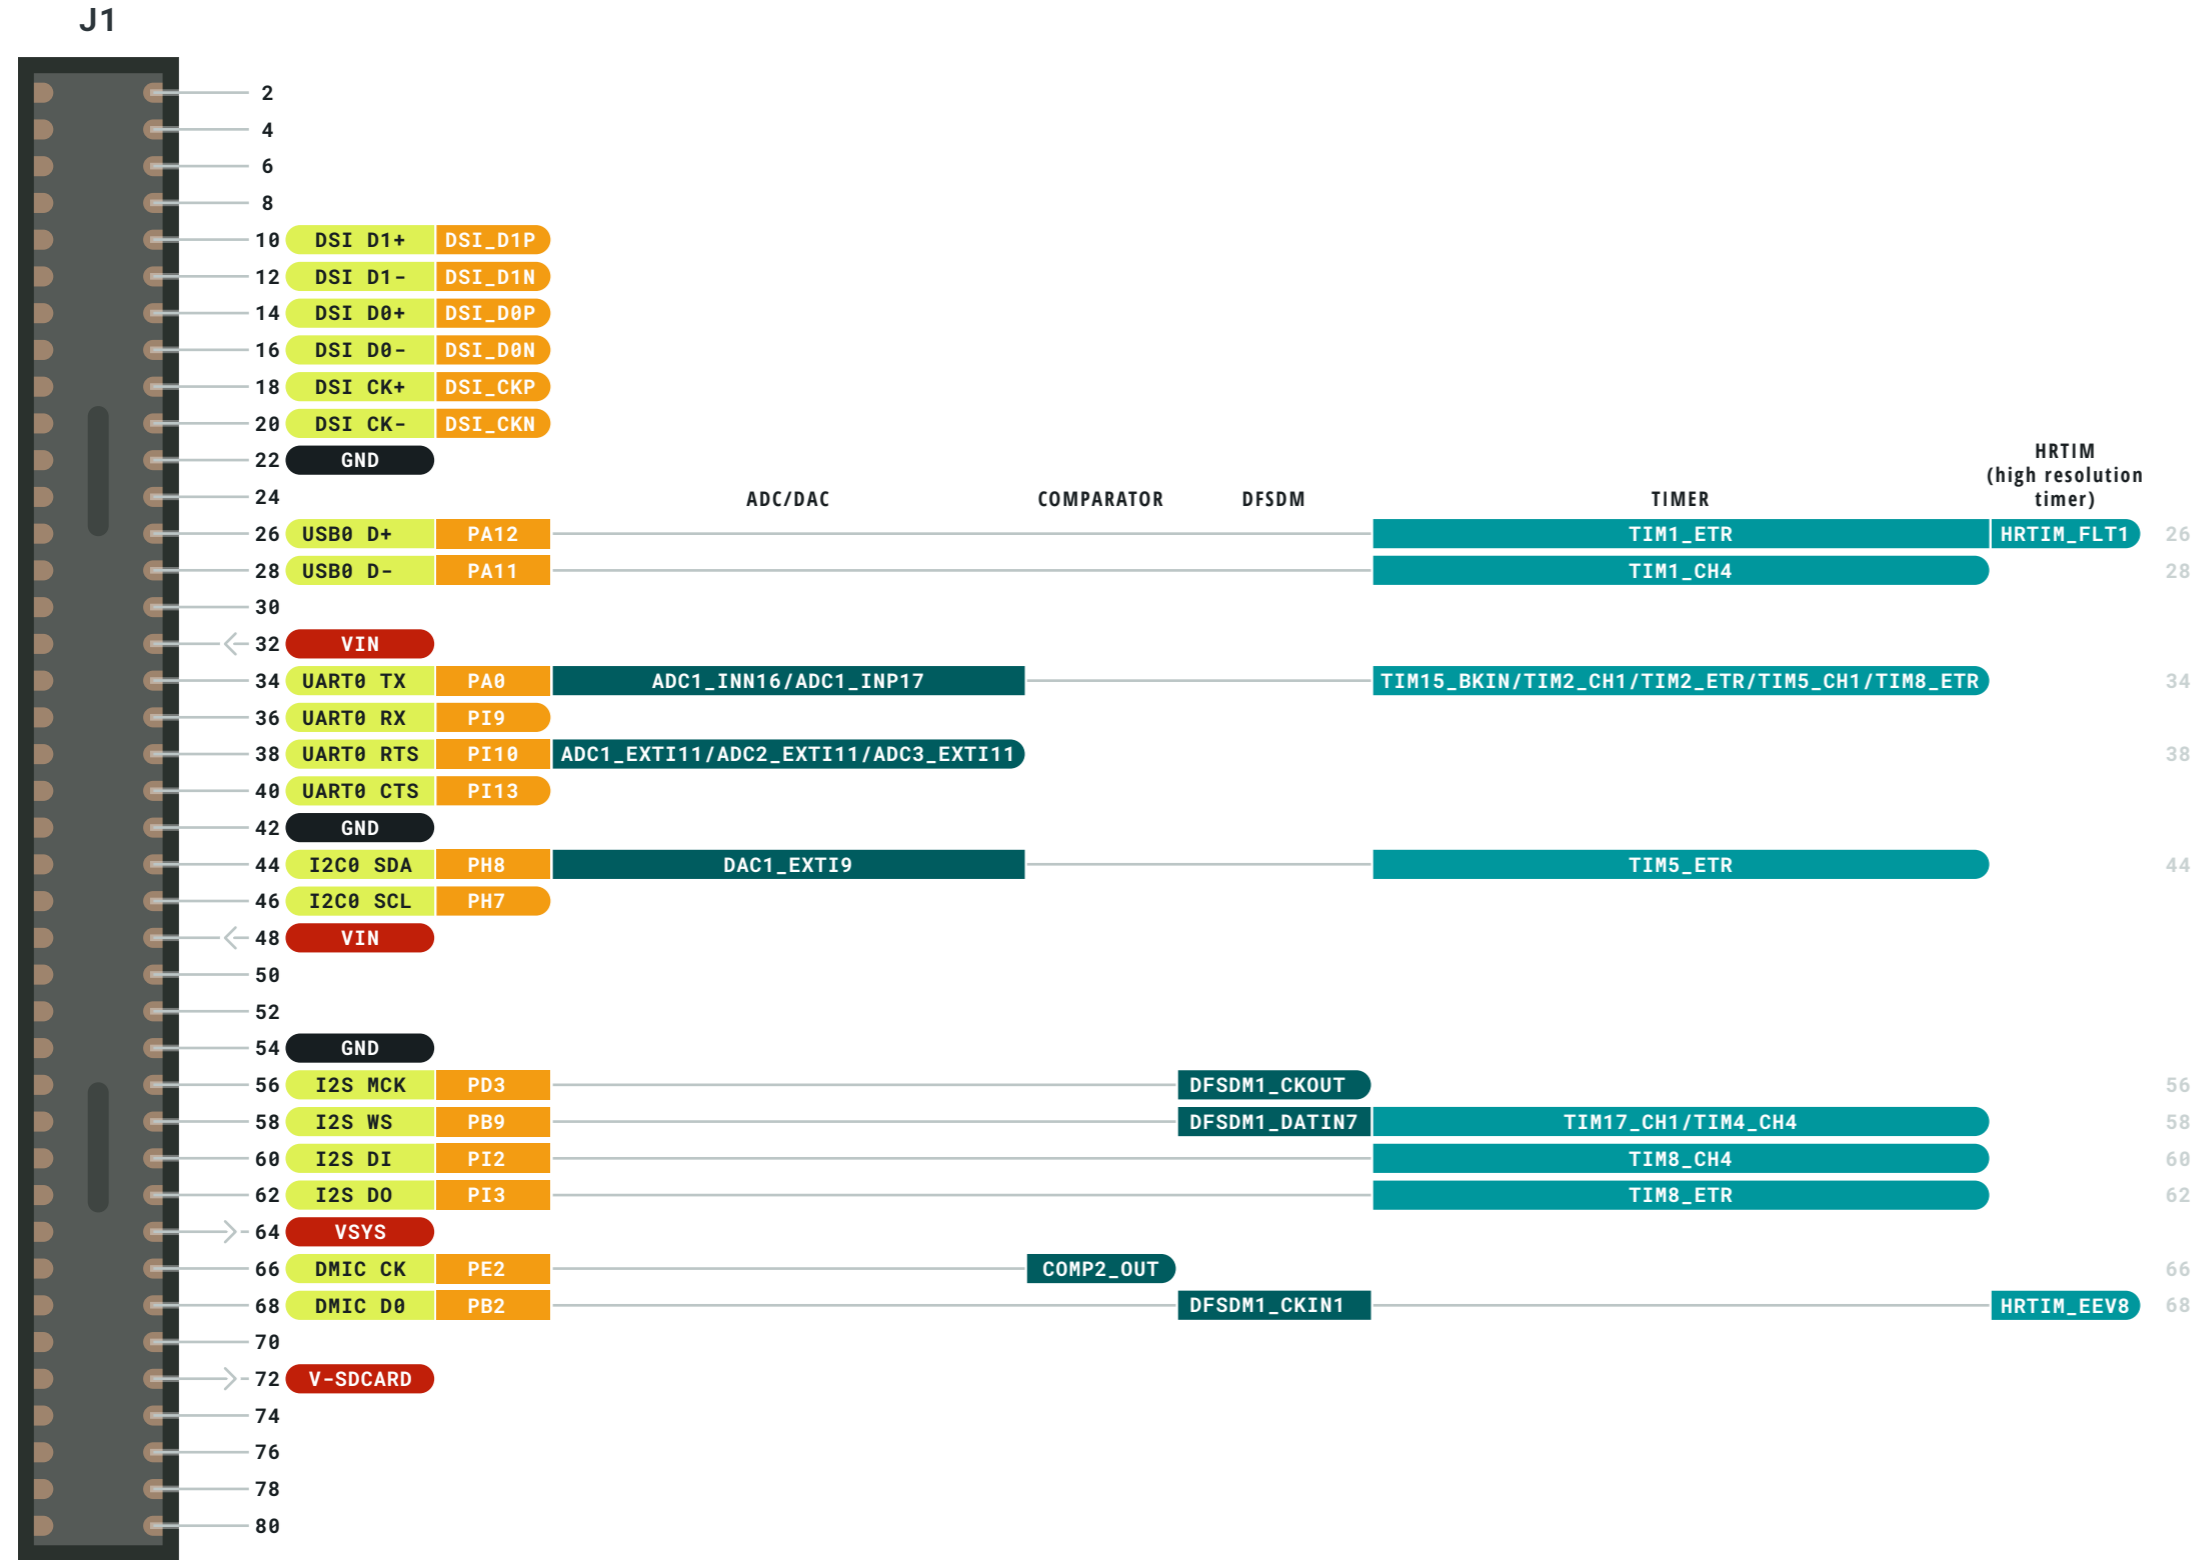 J1
2
4
6
8
10 DSI D1+ DSI_D1P
12 DSI D1- DSI_D1N
14 DSI D0+ DSI_D0P
16 DSI D0- DSI_D0N
18 DSI CK+ DSI_CKP
20 DSI CK- DSI_CKN
22 GND
HRTIM
(high resolution
timer)
24 ADC/DAC COMPARATOR DFSDM TIMER
26 USB0 D+ PA12 TIM1_ETR HRTIM_FLT1 26
28 USB0 D- PA11 TIM1_CH4 28
30
32 VIN
34 UART0 TX PA0 ADC1_INN16/ADC1_INP17 TIM15_BKIN/TIM2_CH1/TIM2_ETR/TIM5_CH1/TIM8_ETR 34
36 UART0 RX PI9
38 UART0 RTS PI10 ADC1_EXTI11/ADC2_EXTI11/ADC3_EXTI11 38
40 UART0 CTS PI13
42 GND
44 I2C0 SDA PH8 DAC1_EXTI9 TIM5_ETR 44
46 I2C0 SCL PH7
48 VIN
50
52
54 GND
56 I2S MCK PD3 DFSDM1_CKOUT 56
58 I2S WS PB9 DFSDM1_DATIN7 TIM17_CH1/TIM4_CH4 58
60 I2S DI PI2 TIM8_CH4 60
62 I2S DO PI3 TIM8_ETR 62
64 VSYS
66 DMIC CK PE2 COMP2_OUT 66
68 DMIC D0 PB2 DFSDM1_CKIN1 HRTIM_EEV8 68
70
72 V-SDCARD
74
76
78
80